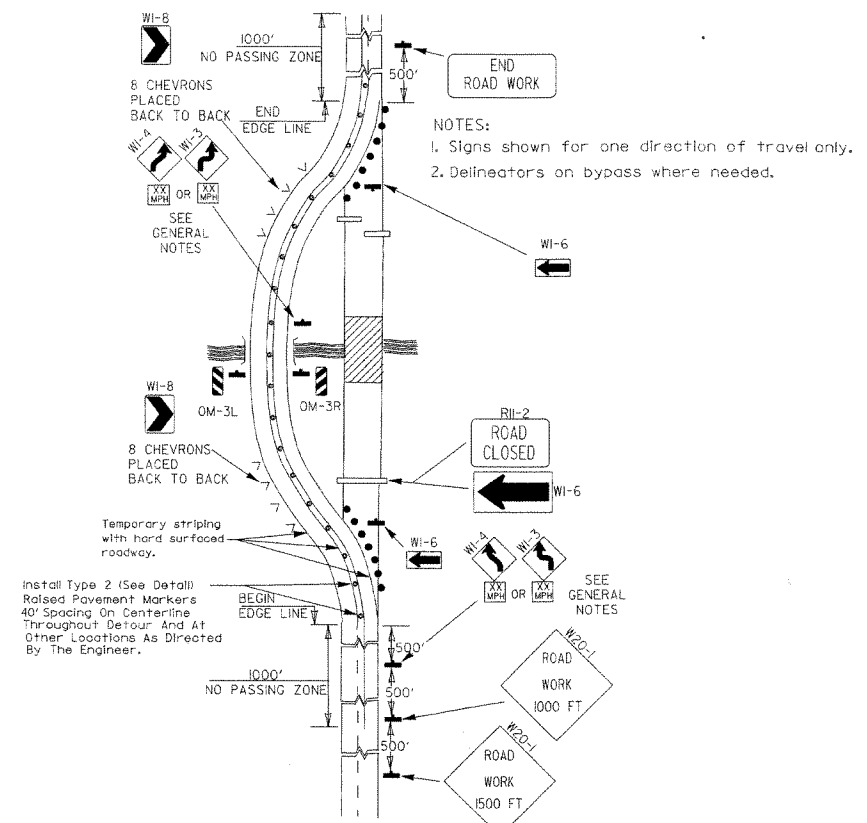 WI-8
1000'
NO PASSING ZONE
500'
END
ROAD WORK
8 CHEVRONS
PLACED
BACK TO BACK
END
EDGE LINE
NOTES:
1. Signs shown for one direction of travel only.
2. Delineators on bypass where needed.
WI-4
WI-3
XX
MPH
OR
XX
MPH
SEE
GENERAL
NOTES
WI-6
WI-8
OM-3L
OM-3R
8 CHEVRONS
PLACED
BACK TO BACK
R11-2
ROAD
CLOSED
WI-6
Temporary striping
with hard surfaced
roadway.
WI-6
WI-4
WI-3
XX
MPH
OR
XX
MPH
SEE
GENERAL
NOTES
Install Type 2 (See Detail)
Raised Pavement Markers
40' Spacing On Centerline
Throughout Detour And At
Other Locations As Directed
By The Engineer.
BEGIN
EDGE LINE
500'
1000'
NO PASSING ZONE
500'
W20-1
ROAD
WORK
1000 FT
500'
W20-1
ROAD
WORK
1500 FT